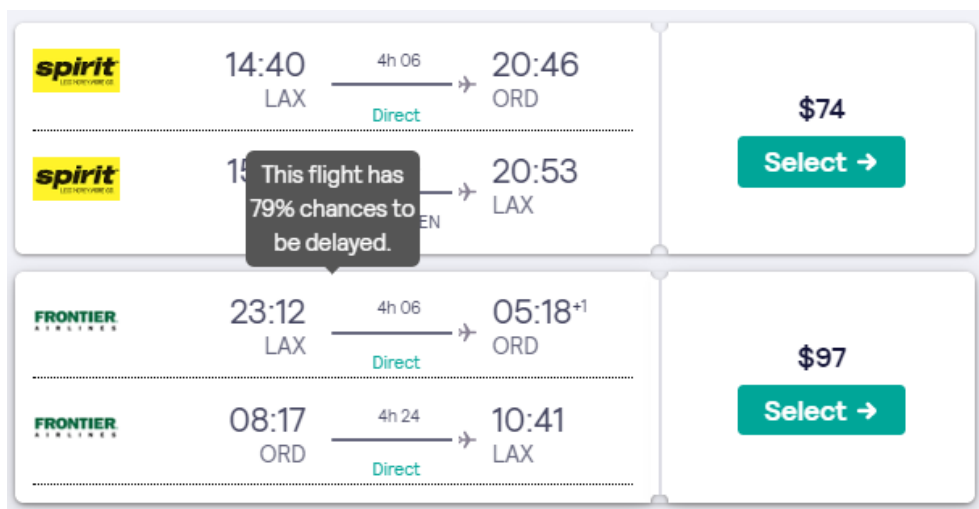 spirit
14:40
4h 06
20:46
LAX
Direct
ORD
$74
Select →
spirit
15
20:53
EN
LAX
This flight has
79% chances to
be delayed.
FRONTIER
AIRLINES
23:12
4h 06
05:18+1
LAX
Direct
ORD
$97
Select →
FRONTIER
AIRLINES
08:17
4h 24
10:41
ORD
Direct
LAX